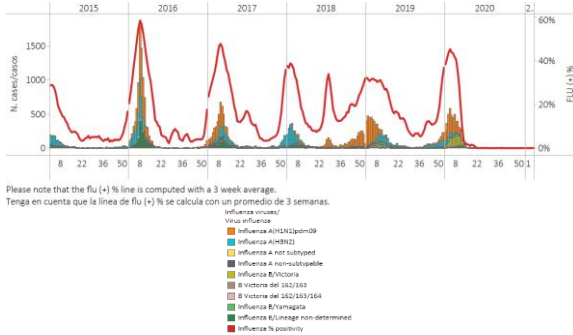 2015 2016 2017 2018 2019 2020 2.
60%
1500
40%
1000
20%
500
0
0%
N. cases/casos
FLU (+)%
8 22 36 50 8 22 36 50 8 22 36 50 8 22 36 50 8 22 36 50 8 22 36 50 1
Please note that the flu (+) % line is computed with a 3 week average.
Tenga en cuenta que la línea de flu (+) % se calcula con un promedio de 3 semanas.
Influenza viruses/
Virus influenza
Influenza A(H1N1)pdm09
Influenza A(H3N2)
Influenza A not subtyped
Influenza A non-subtypable
Influenza B/Victoria
B Victoria del 162/163
B Victoria del 162/163/164
Influenza B/Yamagata
Influenza B/Lineage non-determined
Influenza % positivity